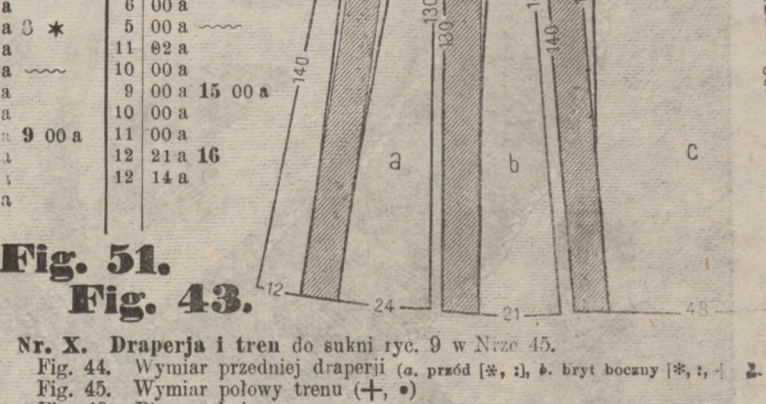 a
6 00 a
a 8 ✶
5 00 a
a
11 02 a
a
10 00 a
a
9 00 a 15 00 a
a
10 00 a
9 00 a
11 00 a
12 21 a 16
12 14 a
a
130
130
140
140
a
b
c
12
24
21
48
Fig. 51.
Fig. 43.
Nr. X. Draperja i tren do sukni ryc. 9 w Nrze 45.
Fig. 44. Wymiar przedniej draperji (a. przód [*, :], b. bryt boczny [*, :, -
Fig. 45. Wymiar połowy trenu (+, •)